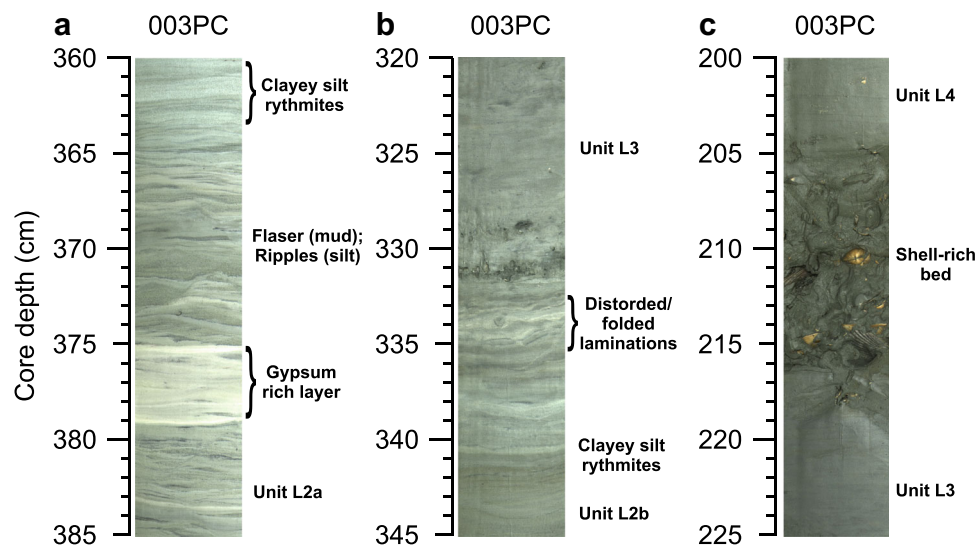 a
003PC
Core depth (cm)
360
365
370
375
380
385
Clayey silt
rythmites
Flaser (mud);
Ripples (silt)
Gypsum
rich layer
Unit L2a
b
003PC
320
325
330
335
340
345
Unit L3
Distorded/
folded
laminations
Clayey silt
rythmites
Unit L2b
c
003PC
200
205
210
215
220
225
Unit L4
Shell-rich
bed
Unit L3